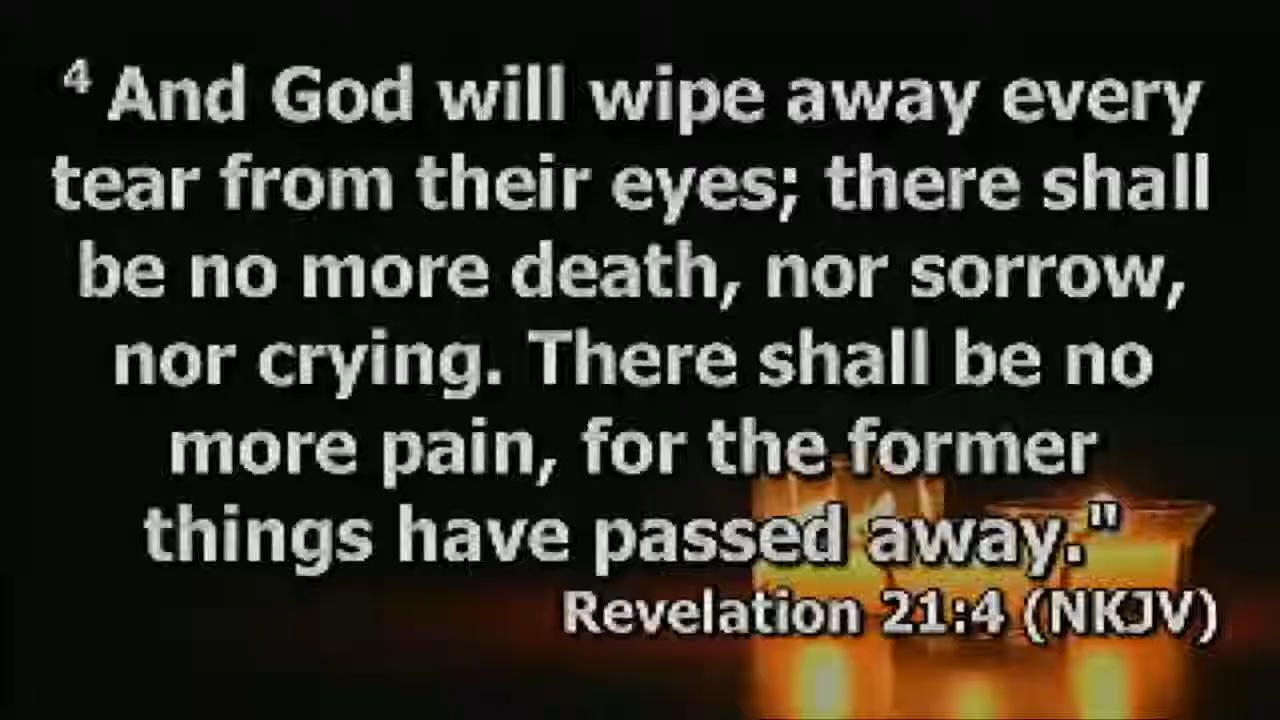 4 And God will wipe away every
tear from their eyes; there shall
be no more death, nor sorrow,
nor crying. There shall be no
more pain, for the former
things have passed away."
Revelation 21:4 (NKJV)